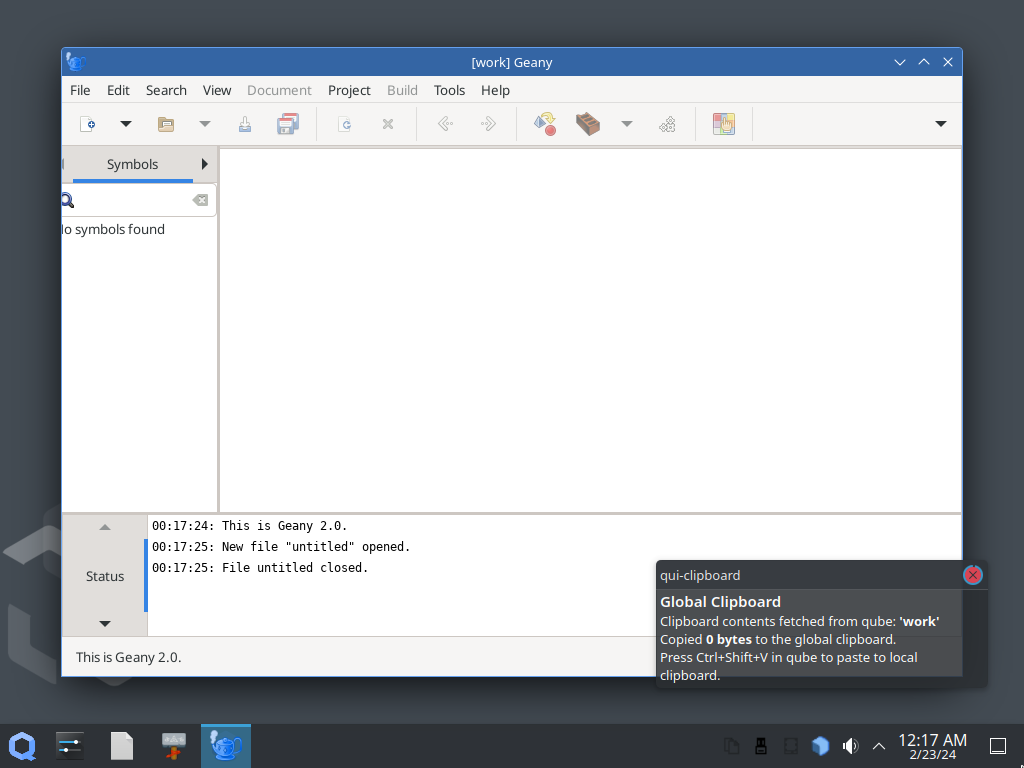 [work] Geany
File Edit Search View Document Project Build Tools Help
Symbols
lo symbols found
00:17:24: This is Geany 2.0.
00:17:25: New file "untitled" opened.
00:17:25: File untitled closed.
Status
This is Geany 2.0.
qui-clipboard
Global Clipboard
Clipboard contents fetched from qube: 'work'
Copied 0 bytes to the global clipboard.
Press Ctrl+Shift+V in qube to paste to local
clipboard.
12:17 AM
2/23/24